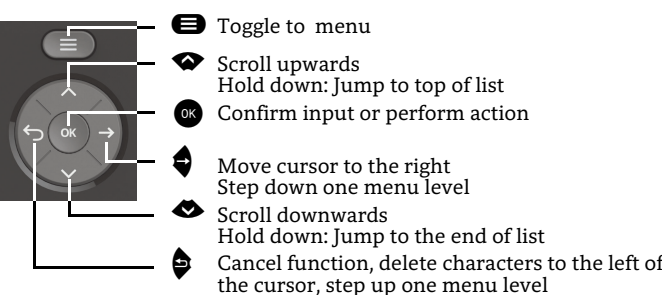 Toggle to menu
Scroll upwards
Hold down: Jump to top of list
OK Confirm input or perform action
OK
Move cursor to the right
Step down one menu level
Scroll downwards
Hold down: Jump to the end of list
Cancel function, delete characters to the left of
the cursor, step up one menu level